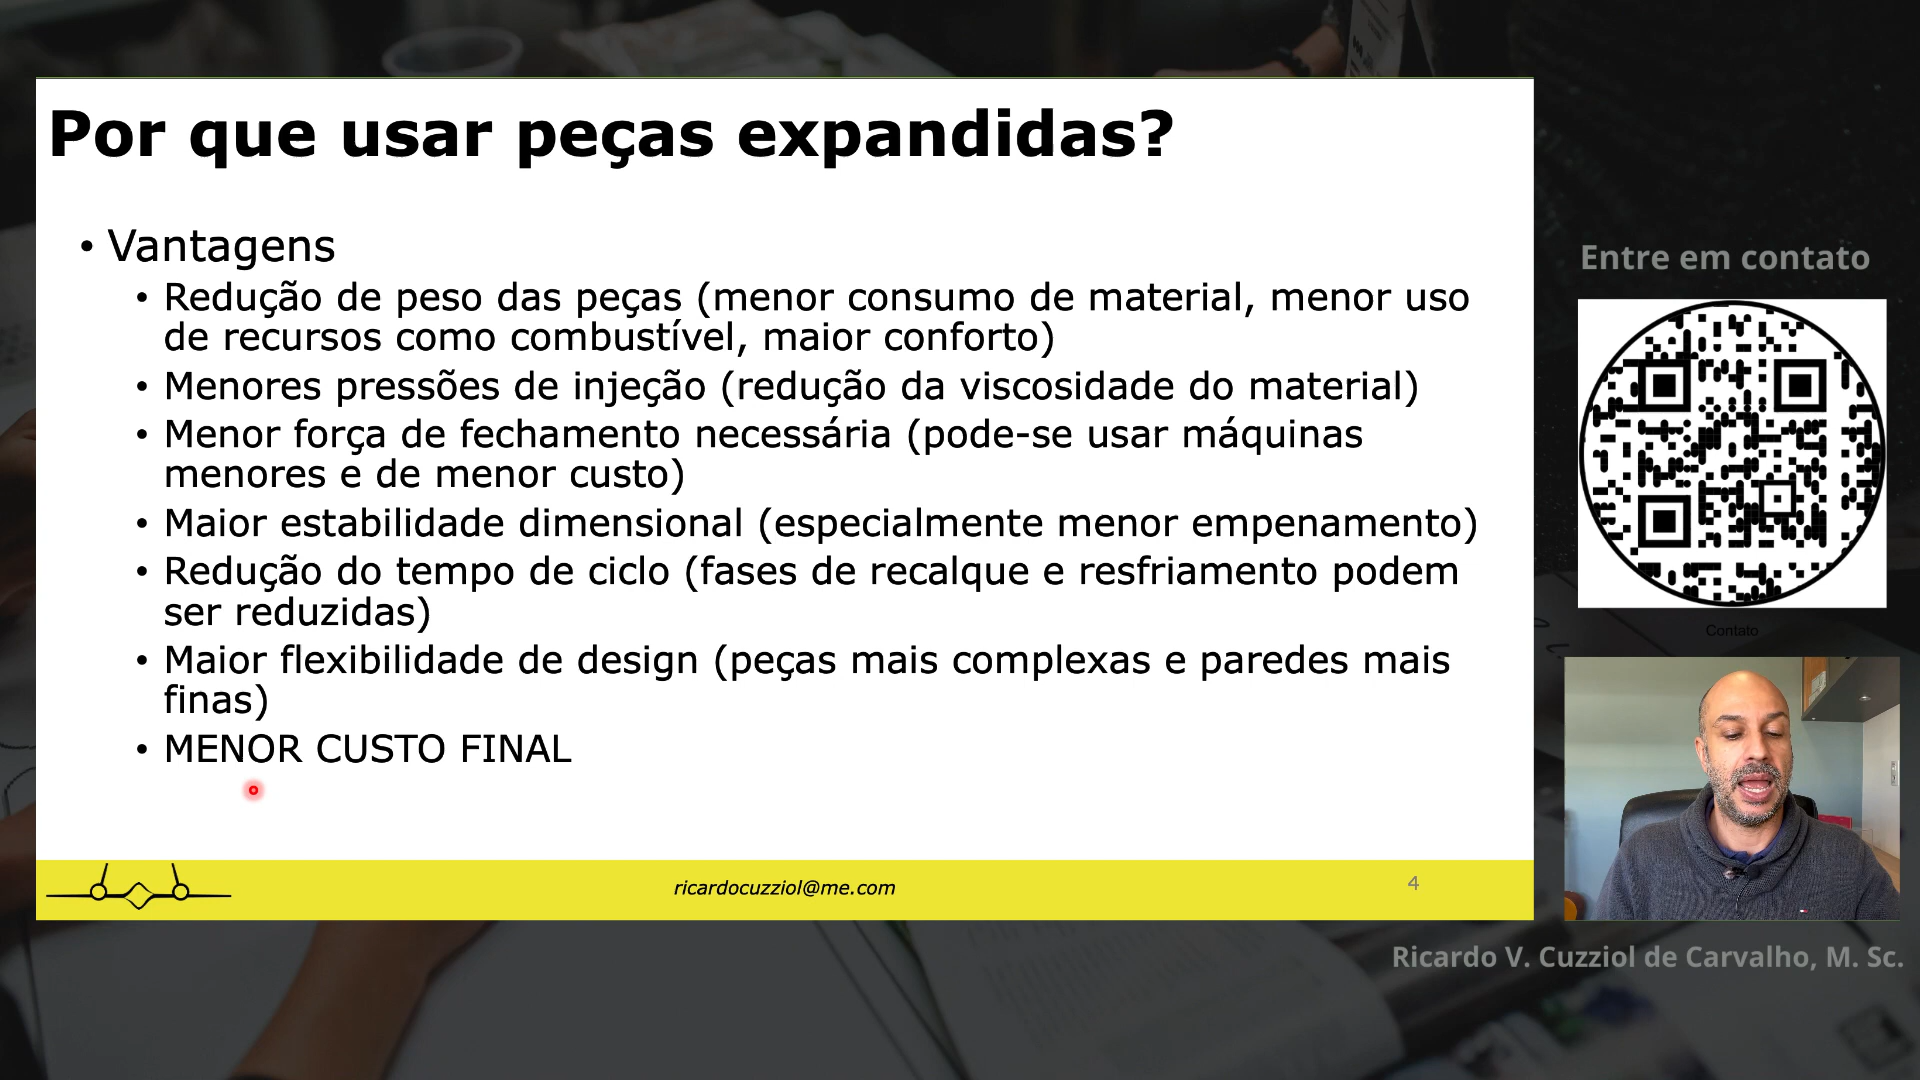 Por que usar peças expandidas?
• Vantagens
• Redução de peso das peças (menor consumo de material, menor uso
de recursos como combustível, maior conforto)
• Menores pressões de injeção (redução da viscosidade do material)
• Menor força de fechamento necessária (pode-se usar máquinas
menores e de menor custo)
• Maior estabilidade dimensional (especialmente menor empenamento)
• Redução do tempo de ciclo (fases de recalque e resfriamento podem
ser reduzidas)
• Maior flexibilidade de design (peças mais complexas e paredes mais
finas)
• MENOR CUSTO FINAL
ricardocuzziol@me.com
4
Entre em contato
Contato
Ricardo V. Cuzziol de Carvalho, M. Sc.